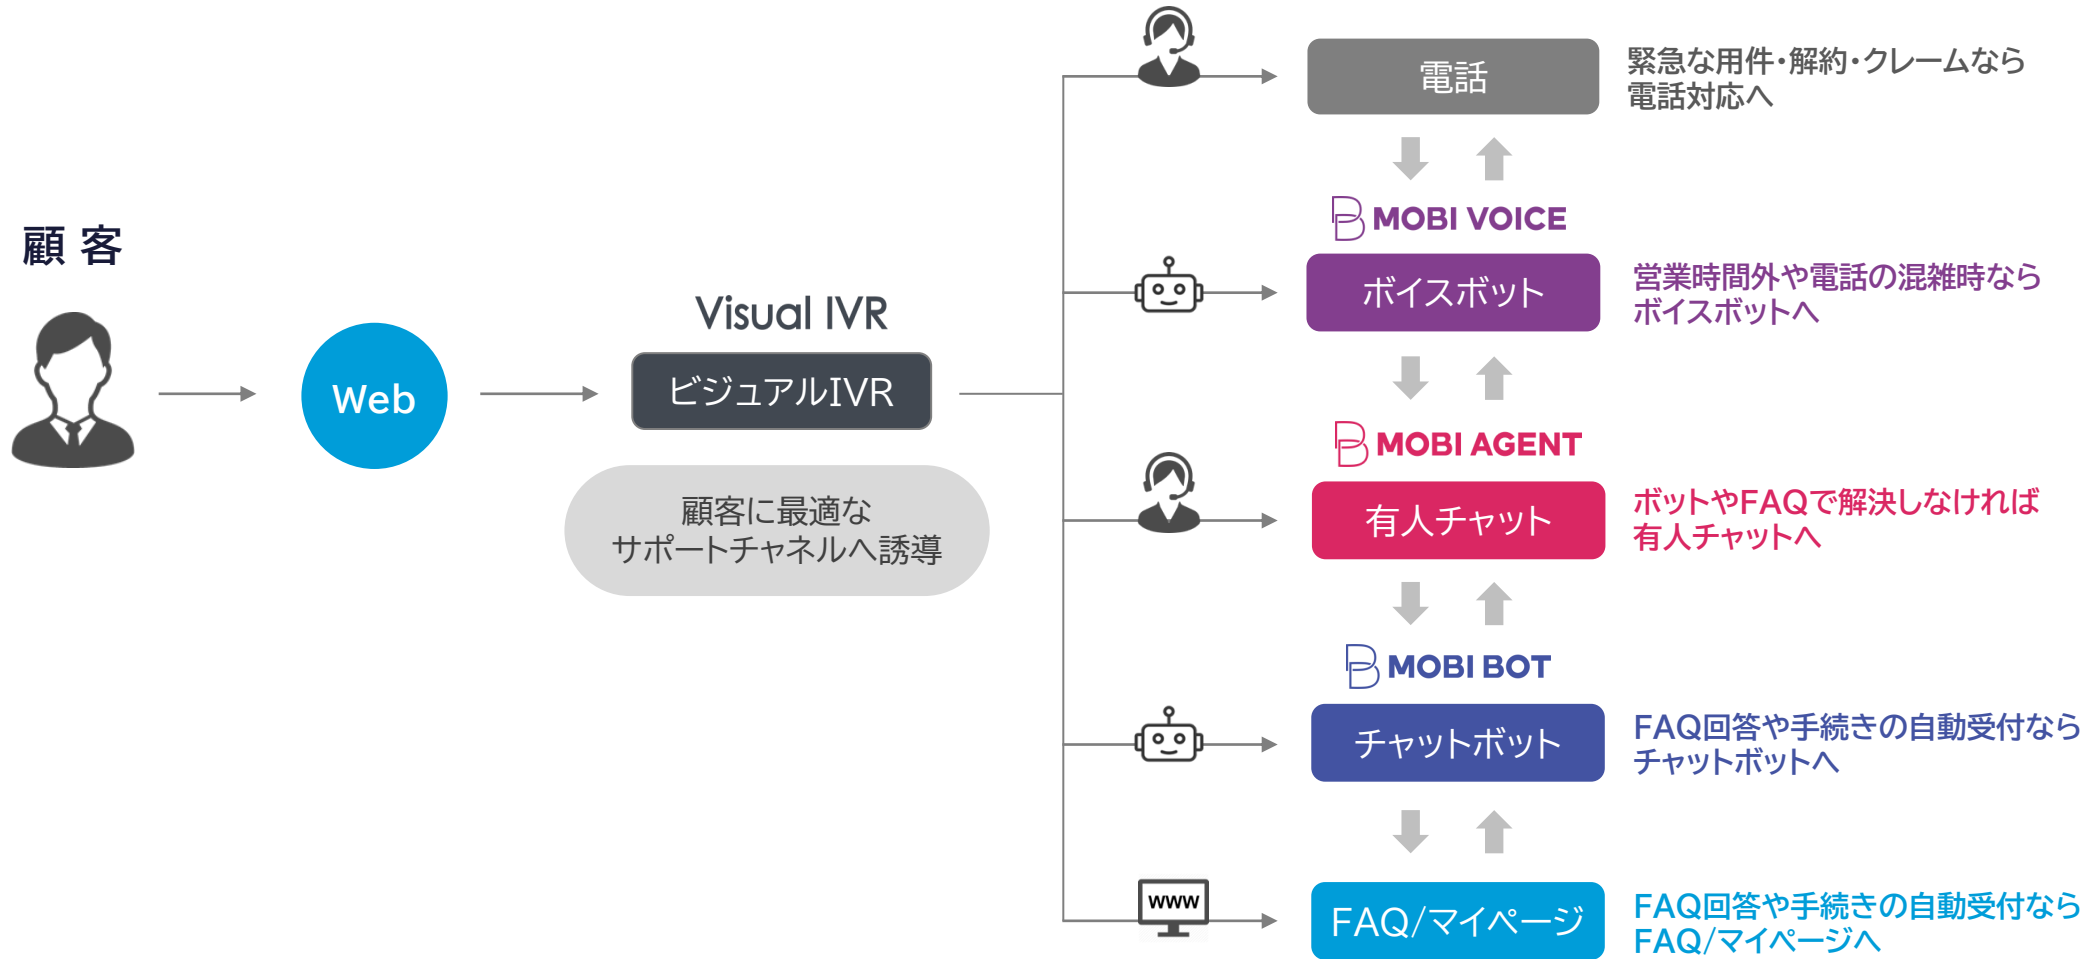 顧 客
Web
Visual IVR
ビジュアルIVR
顧客に最適な
サポートチャネルへ誘導
電話
緊急な用件・解約・クレームなら
電話対応へ
MOBI VOICE
ボイスボット
営業時間外や電話の混雑時なら
ボイスボットへ
MOBI AGENT
有人チャット
ボットやFAQで解決しなければ
有人チャットへ
MOBI BOT
チャットボット
FAQ回答や手続きの自動受付なら
チャットボットへ
WWW
FAQ/マイページ
FAQ回答や手続きの自動受付なら
FAQ/マイページへ